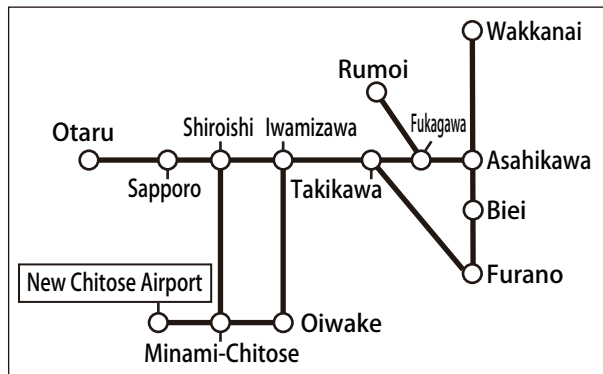 Wakkanai
Rumoi
Fukagawa
Otaru
Shiroishi
Iwamizawa
Asahikawa
Sapporo
Takikawa
Biei
New Chitose Airport
Furano
Oiwake
Minami-Chitose